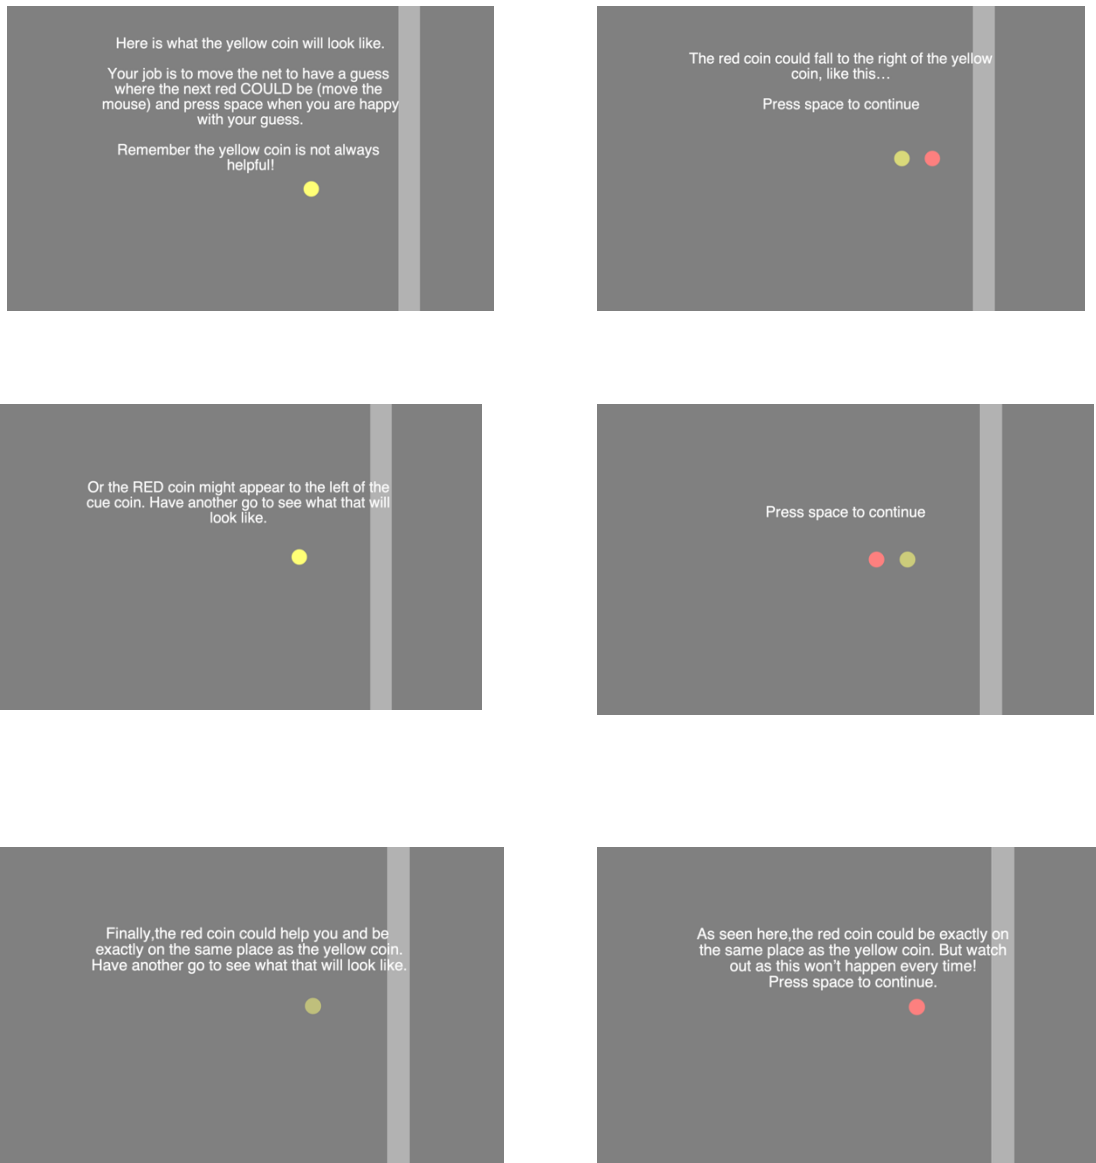 Here is what the yellow coin will look like.
Your job is to move the net to have a guess
where the next red COULD be (move the
mouse) and press space when you are happy
with your guess.
Remember the yellow coin is not always
helpful!
The red coin could fall to the right of the yellow
coin, like this...
Press space to continue
Or the RED coin might appear to the left of the
cue coin. Have another go to see what that will
look like.
Press space to continue
Finally,the red coin could help you and be
exactly on the same place as the yellow coin.
Have another go to see what that will look like.
As seen here,the red coin could be exactly on
the same place as the yellow coin. But watch
out as this won't happen every time!
Press space to continue.